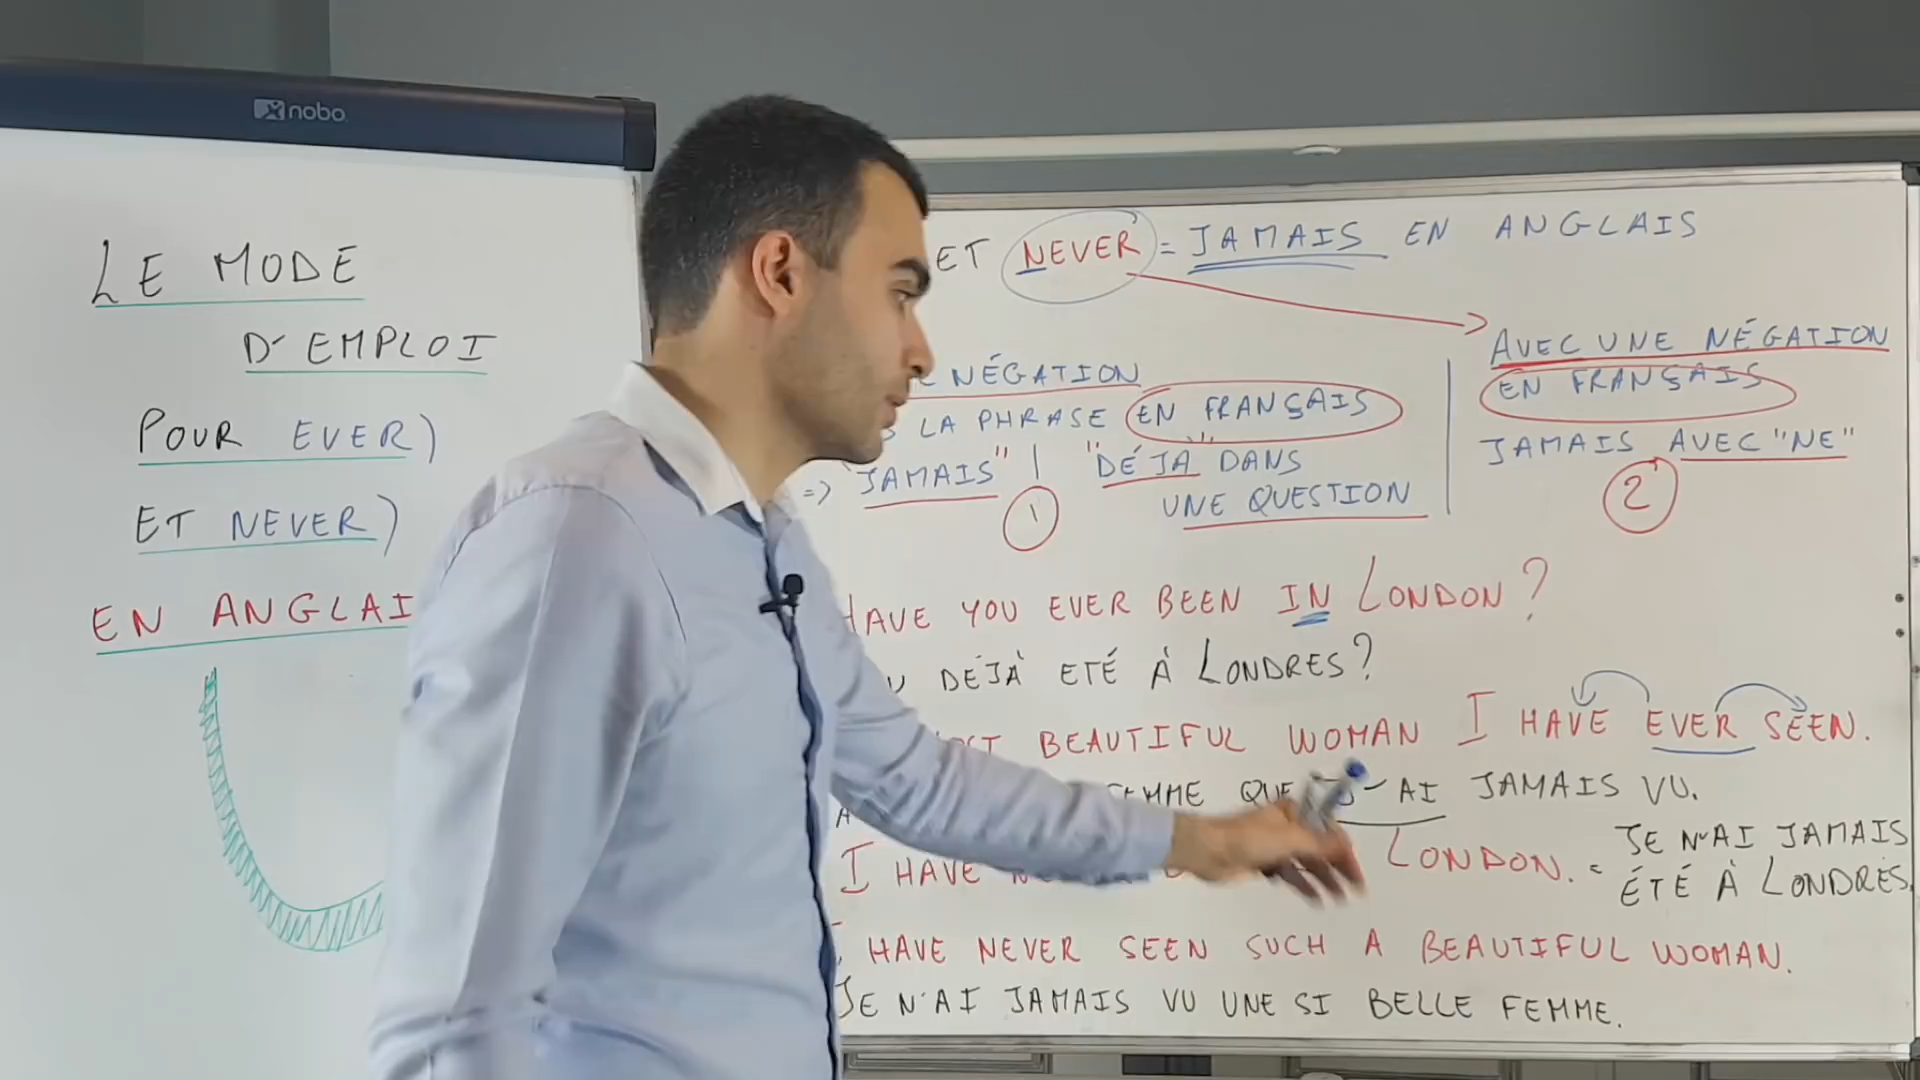 nobo
LE MODE
D'EMPLOI
POUR EVER)
ET NEVER)
EN ANGLAI
ET NEVER = JAMAIS EN ANGLAIS
NÉGATION
LA PHRASE EN FRANÇAIS
=> "JAMAIS" | "DÉJÀ" DANS
1 UNE QUESTION
AVEC UNE NÉGATION
EN FRANÇAIS
JAMAIS AVEC "NE"
2
HAVE YOU EVER BEEN IN LONDON?
DÉJÀ ETÉ À LONDRES?
BEAUTIFUL WOMAN I HAVE EVER SEEN.
FEMME QUE J'AI JAMAIS VU.
I HAVE LONDON. = JE N'AI JAMAIS
ÉTÉ À LONDRES.
HAVE NEVER SEEN SUCH A BEAUTIFUL WOMAN.
JE N'AI JAMAIS VU UNE SI BELLE FEMME.